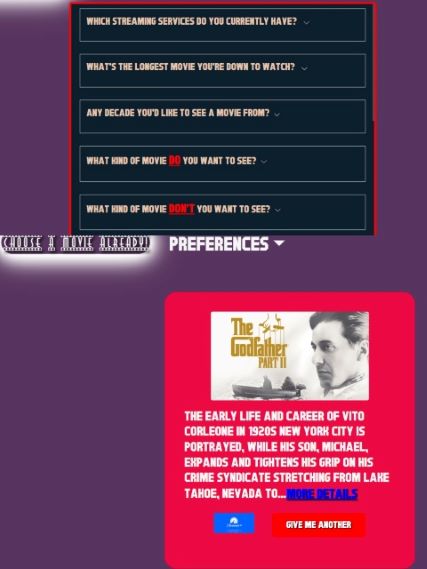 WHICH STREAMING SERVICES DO YOU CURRENTLY HAVE?
WHAT'S THE LONGEST MOVIE YOU'RE DOWN TO WATCH?
ANY DECADE YOU'D LIKE TO SEE A MOVIE FROM?
WHAT KIND OF MOVIE DO YOU WANT TO SEE?
WHAT KIND OF MOVIE DON'T YOU WANT TO SEE?
CHOOSE A MOVIE ALREADY! PREFERENCES
The
Godfather
PART II
THE EARLY LIFE AND CAREER OF VITO
CORLEONE IN 1920S NEW YORK CITY IS
PORTRAYED, WHILE HIS SON, MICHAEL,
EXPANDS AND TIGHTENS HIS GRIP ON HIS
CRIME SYNDICATE STRETCHING FROM LAKE
TAHOE, NEVADA TO...MORE DETAILS
GIVE ME ANOTHER